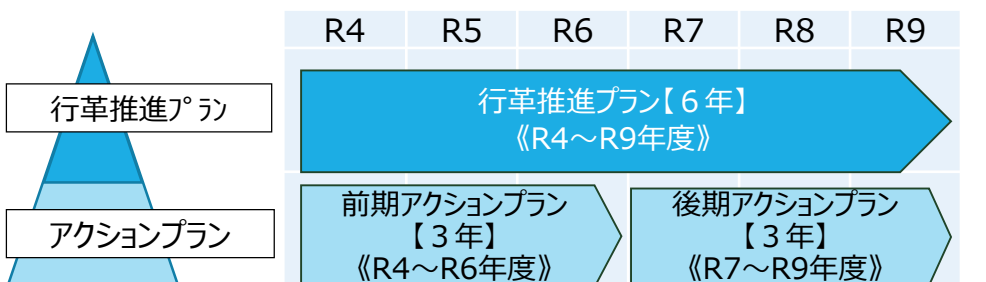 R4 R5 R6 R7 R8 R9
行革推進プラン
行革推進プラン【６年】
《R4～R9年度》
アクションプラン
前期アクションプラン
【３年】
《R4～R6年度》
後期アクションプラン
【３年】
《R7～R9年度》